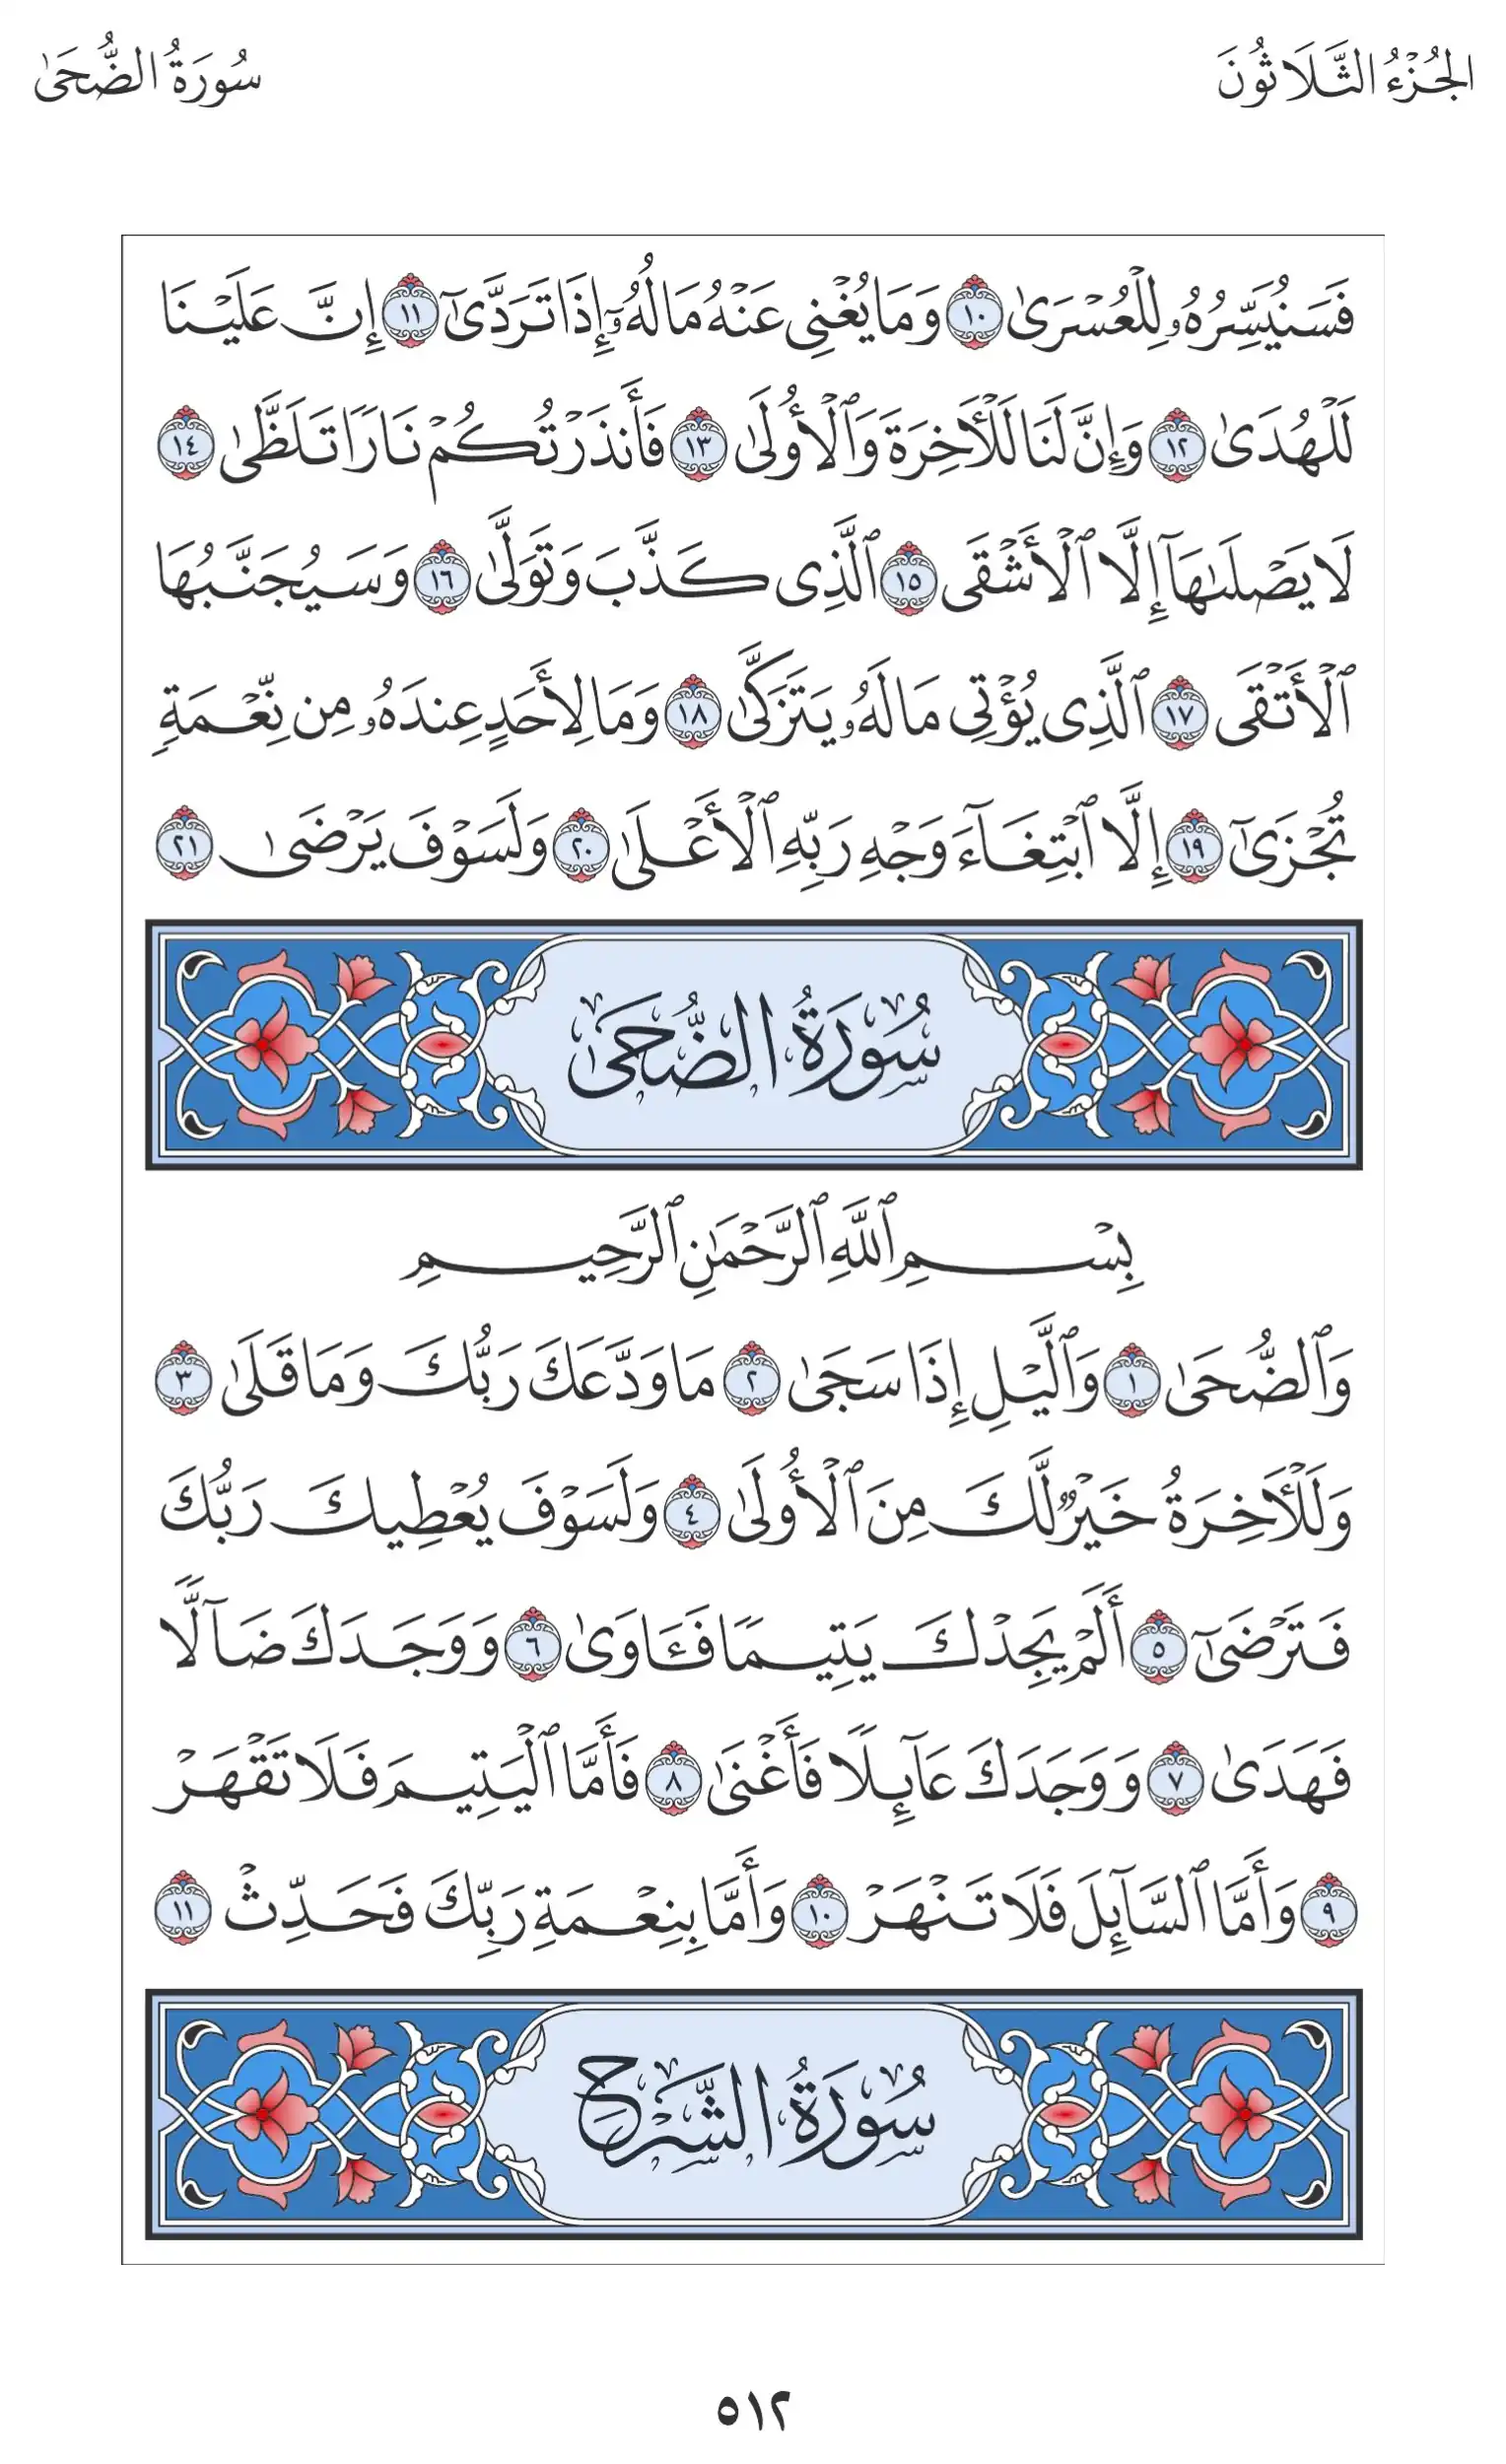 الجُزْءُ الثَّلَاثُونَ
سُورَةُ الضُّحَىٰ
فَسَنُيَسِّرُهُۥ لِلْعُسْرَىٰ ١٠ وَمَا يُغْنِى عَنْهُ مَالُهُۥٓ إِذَا تَرَدَّىٰٓ ١١ إِنَّ عَلَيْنَا
لَلْهُدَىٰ ١٢ وَإِنَّ لَنَا لَلْـَٔاخِرَةَ وَٱلْأُولَىٰ ١٣ فَأَنذَرْتُكُمْ نَارًا تَلَظَّىٰ ١٤
لَا يَصْلَىٰهَآ إِلَّا ٱلْأَشْقَى ١٥ ٱلَّذِى كَذَّبَ وَتَوَلَّىٰ ١٦ وَسَيُجَنَّبُهَا
ٱلْأَتْقَى ١٧ ٱلَّذِى يُؤْتِى مَالَهُۥ يَتَزَكَّىٰ ١٨ وَمَا لِأَحَدٍ عِندَهُۥ مِن نِّعْمَةٍ
تُجْزَىٰٓ ١٩ إِلَّا ٱبْتِغَآءَ وَجْهِ رَبِّهِ ٱلْأَعْلَىٰ ٢٠ وَلَسَوْفَ يَرْضَىٰ ٢١
سُورَةُ الضُّحَىٰ
بِسْمِ ٱللَّهِ ٱلرَّحْمَٰنِ ٱلرَّحِيمِ
وَٱلضُّحَىٰ ١ وَٱلَّيْلِ إِذَا سَجَىٰ ٢ مَا وَدَّعَكَ رَبُّكَ وَمَا قَلَىٰ ٣
وَلَلْـَٔاخِرَةُ خَيْرٌ لَّكَ مِنَ ٱلْأُولَىٰ ٤ وَلَسَوْفَ يُعْطِيكَ رَبُّكَ
فَتَرْضَىٰٓ ٥ أَلَمْ يَجِدْكَ يَتِيمًا فَـَٔاوَىٰ ٦ وَوَجَدَكَ ضَآلًّا
فَهَدَىٰ ٧ وَوَجَدَكَ عَآئِلًا فَأَغْنَىٰ ٨ فَأَمَّا ٱلْيَتِيمَ فَلَا تَقْهَرْ
٩ وَأَمَّا ٱلسَّآئِلَ فَلَا تَنْهَرْ ١٠ وَأَمَّا بِنِعْمَةِ رَبِّكَ فَحَدِّثْ ١١
سُورَةُ الشَّرْحِ
٥١٢